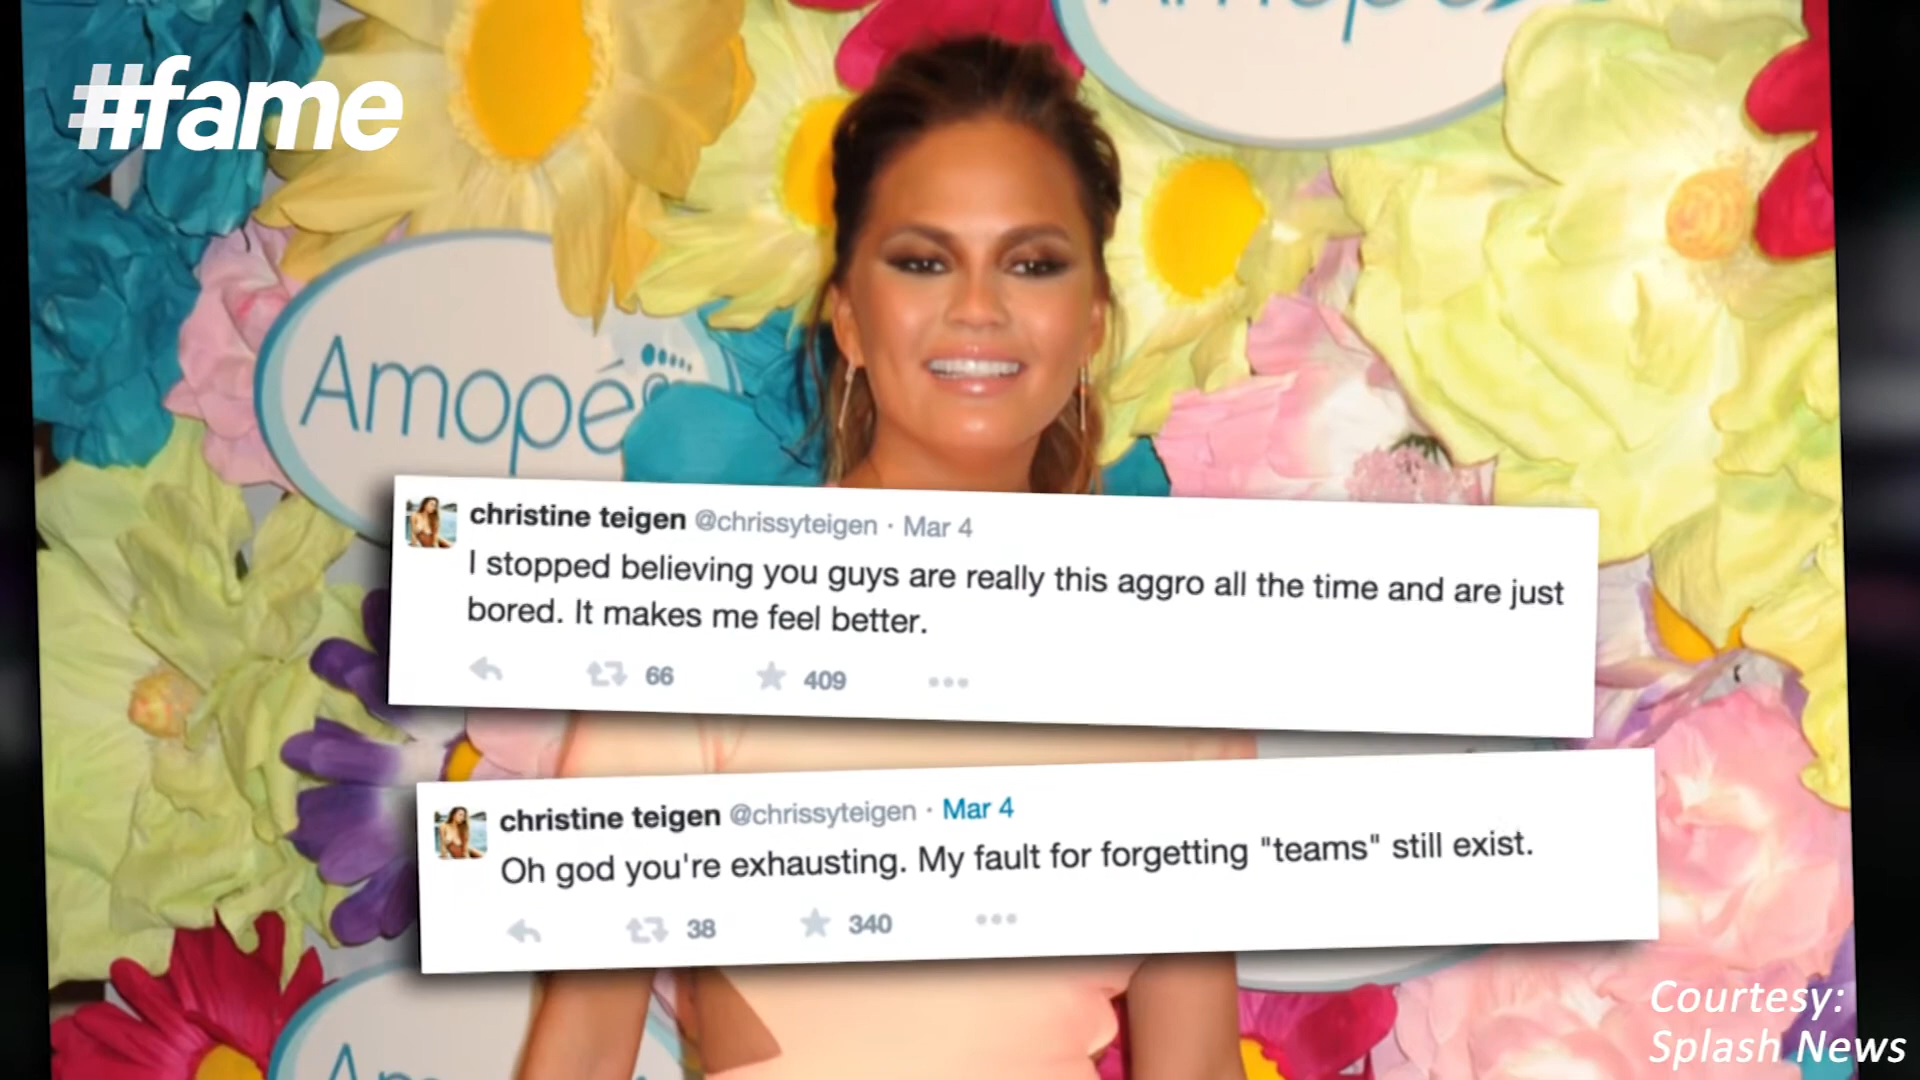 #fame
Amopé
christine teigen @chrissyteigen · Mar 4
I stopped believing you guys are really this aggro all the time and are just
bored. It makes me feel better.
66 409
christine teigen @chrissyteigen · Mar 4
Oh god you're exhausting. My fault for forgetting "teams" still exist.
38 340
Courtesy:
Splash News